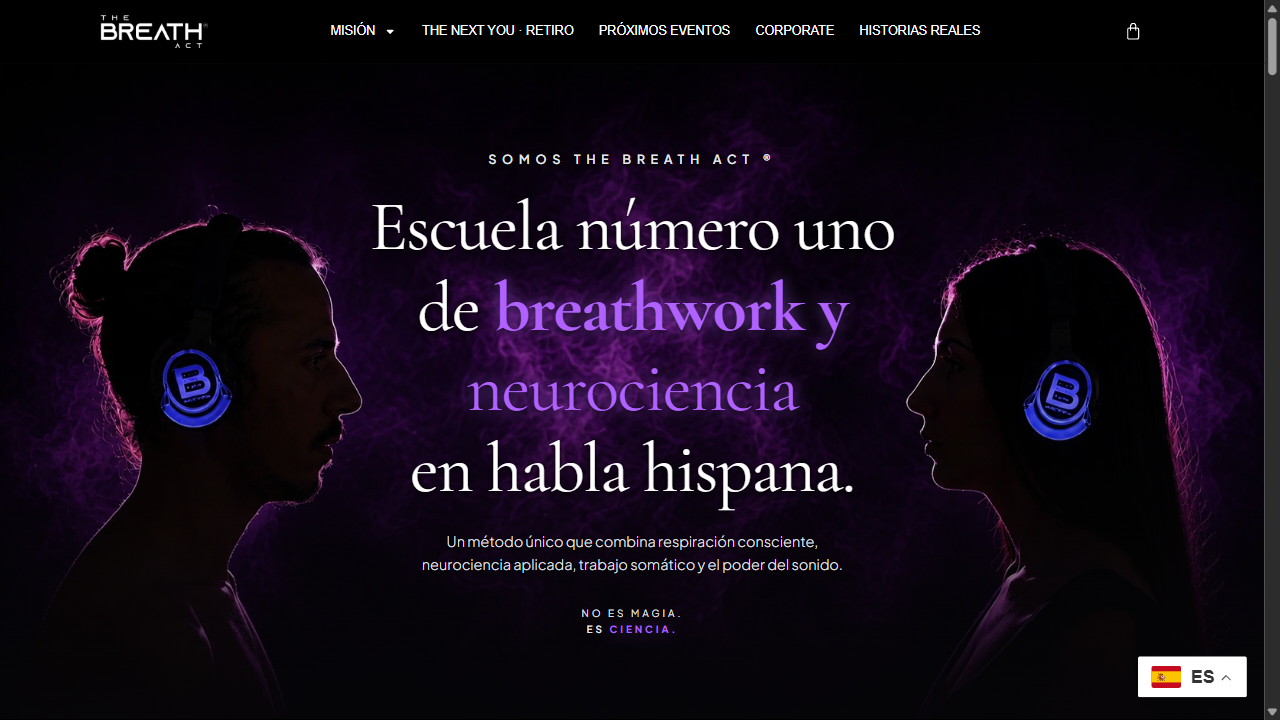 THE
BREATH
ACT
MISIÓN
THE NEXT YOU · RETIRO
PRÓXIMOS EVENTOS
CORPORATE
HISTORIAS REALES
SOMOS THE BREATH ACT ®
Escuela número uno
de breathwork y
neurociencia
en habla hispana.
Un método único que combina respiración consciente,
neurociencia aplicada, trabajo somático y el poder del sonido.
NO ES MAGIA.
ES CIENCIA.
B
B
ES